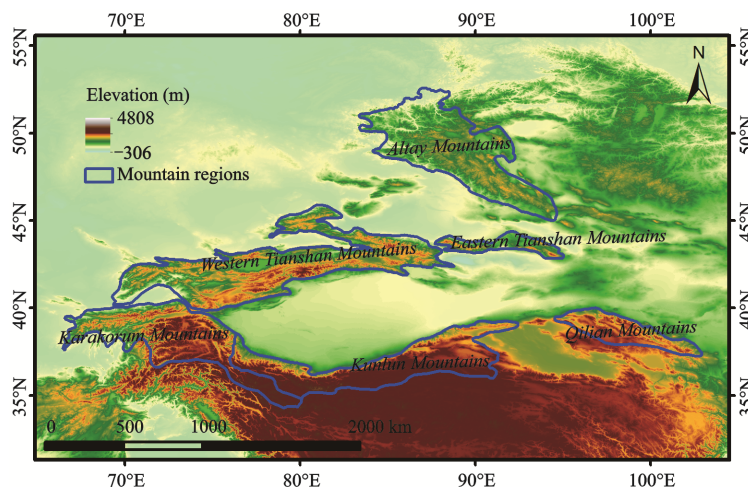 70°E 80°E 90°E 100°E
55°N 55°N
N
Elevation (m)
4808
−306
Mountain regions
50°N 50°N
Altay Mountains
45°N 45°N
Eastern Tianshan Mountains
Western Tianshan Mountains
40°N 40°N
Karakorum Mountains
Qilian Mountains
Kunlun Mountains
35°N 35°N
0 500 1000 2000 km
70°E 80°E 90°E 100°E